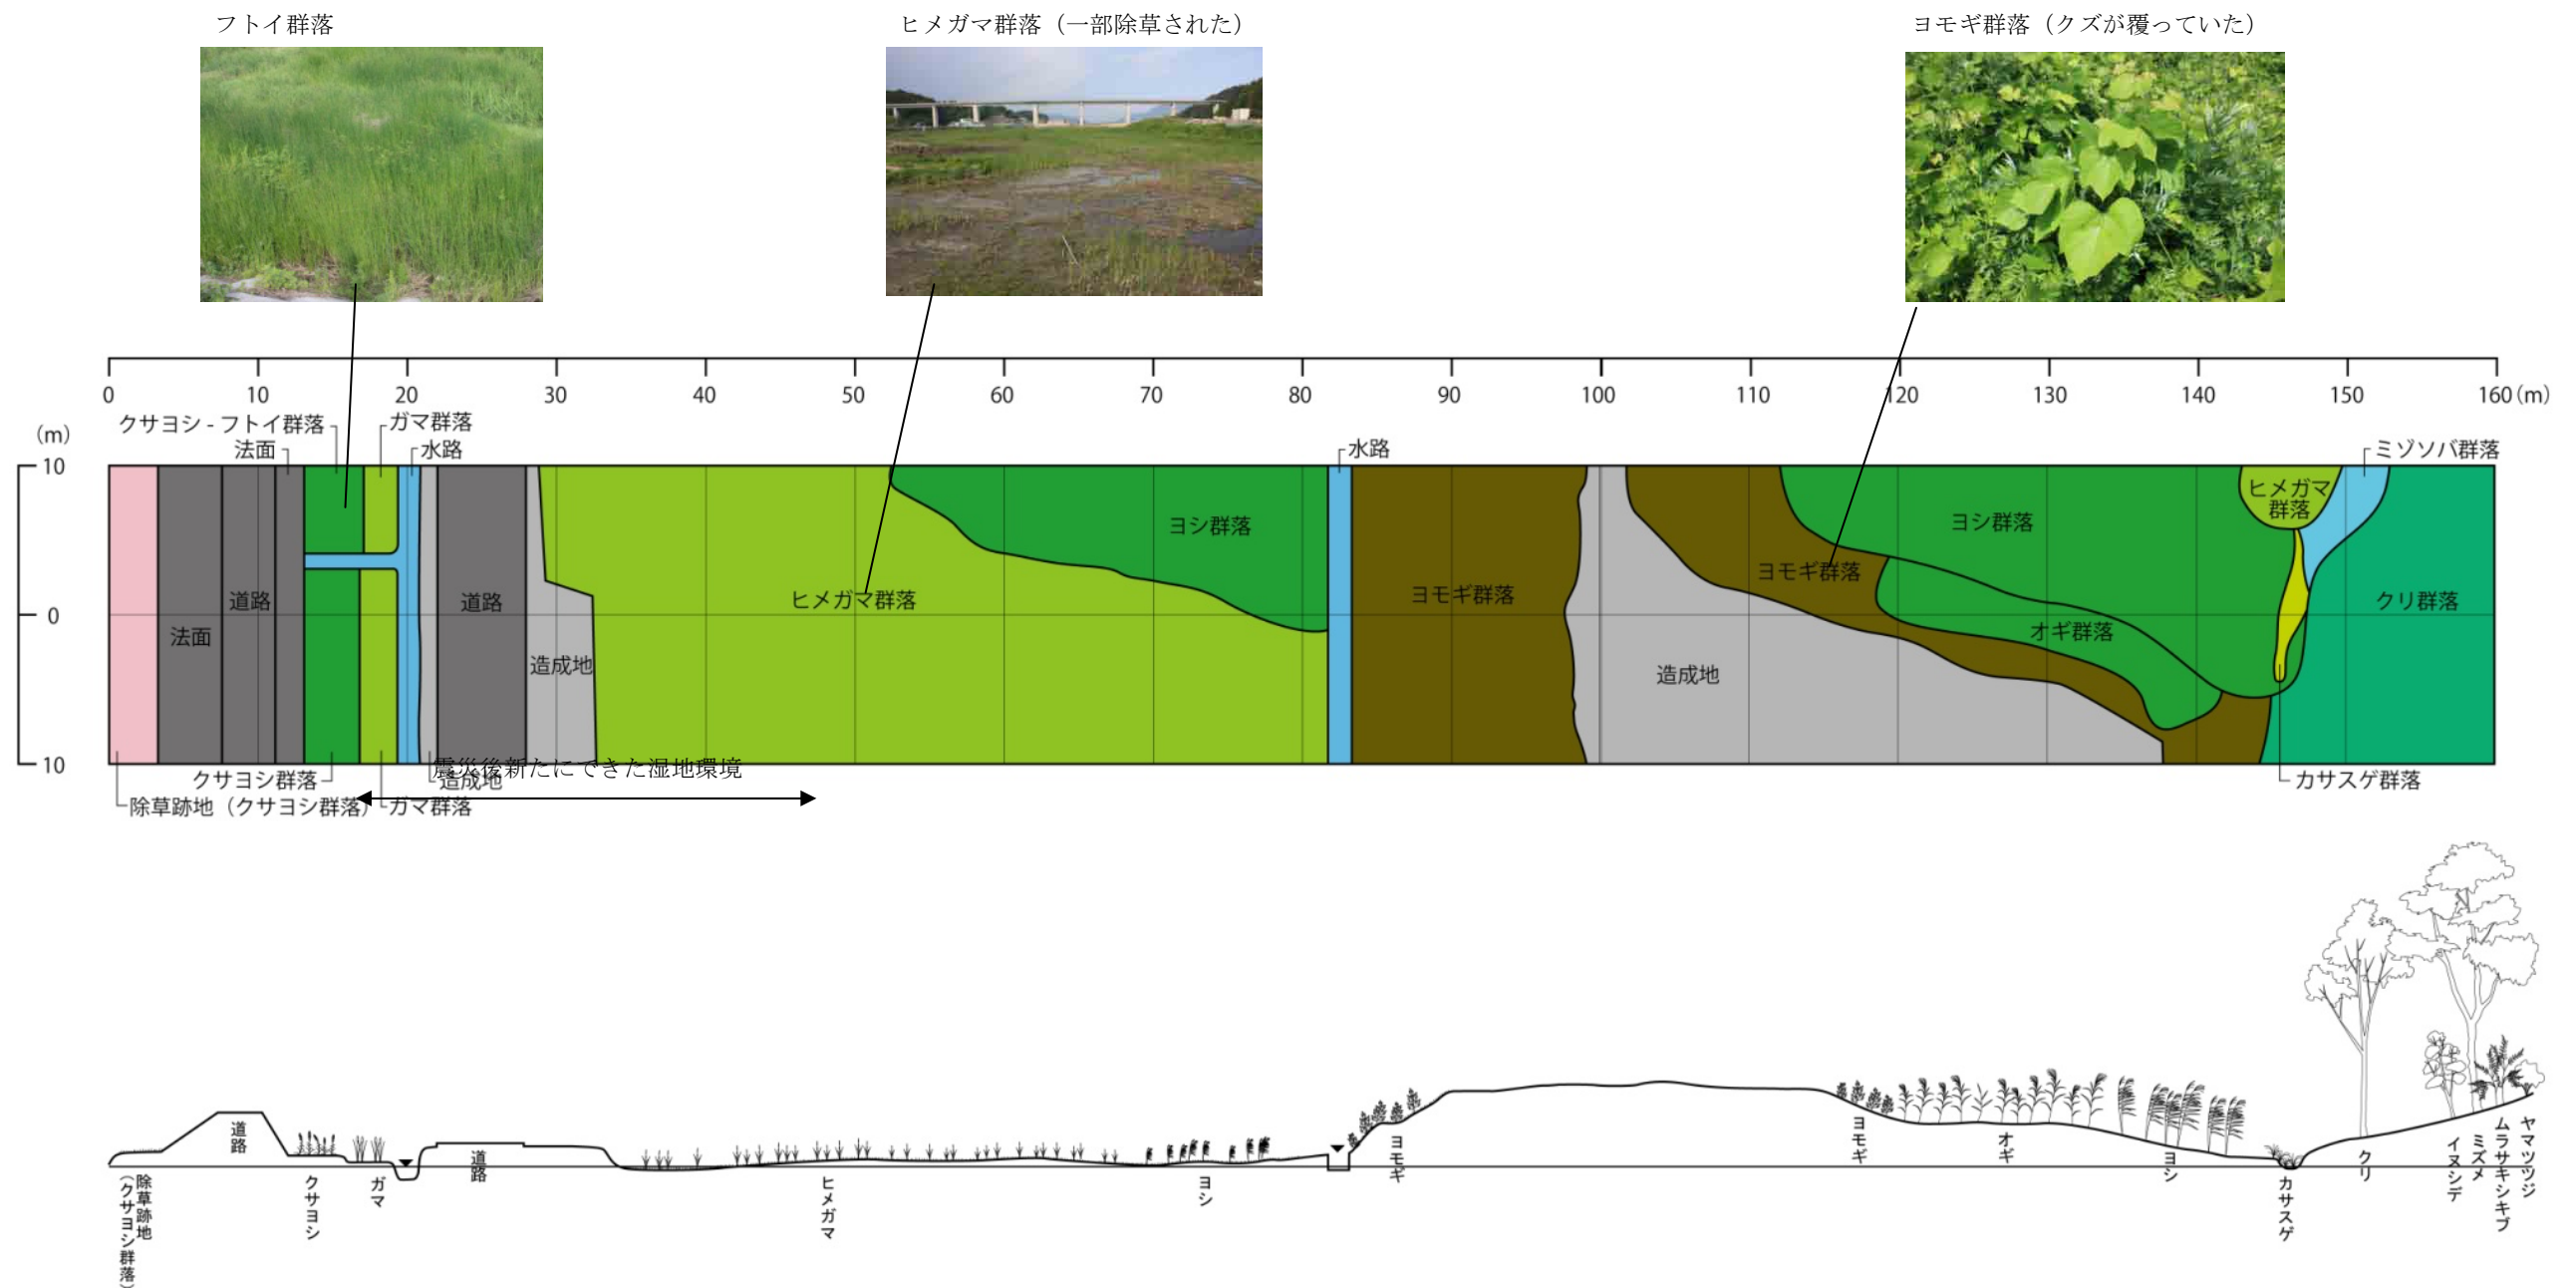 フトイ群落
ヒメガマ群落（一部除草された）
ヨモギ群落（クズが覆っていた）
0 10 20 30 40 50 60 70 80 90 100 110 120 130 140 150 160 (m)
クサヨシ - フトイ群落
ガマ群落
法面
水路
水路
ミゾソバ群落
(m)
10
0
10
ヒメガマ
群落
ヨシ群落
ヨシ群落
道路
道路
法面
ヒメガマ群落
ヨモギ群落
ヨモギ群落
クリ群落
オギ群落
造成地
造成地
震災後新たにできた湿地環境
クサヨシ群落
造成地
カサスゲ群落
除草跡地（クサヨシ群落）
ガマ群落
道路
道路
除草跡地
（クサヨシ群落）
クサヨシ
ガマ
ヒメガマ
ヨシ
ヨモギ
ヨモギ
オギ
ヨシ
カサスゲ
クリ
イヌシデ
ミズメ
ムラサキシキブ
ヤマツツジ